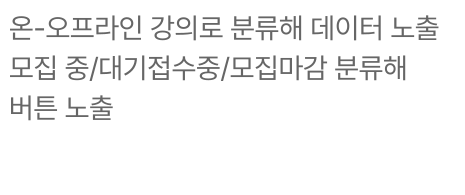 온-오프라인 강의로 분류해 데이터 노출
모집 중/대기접수중/모집마감 분류해
버튼 노출